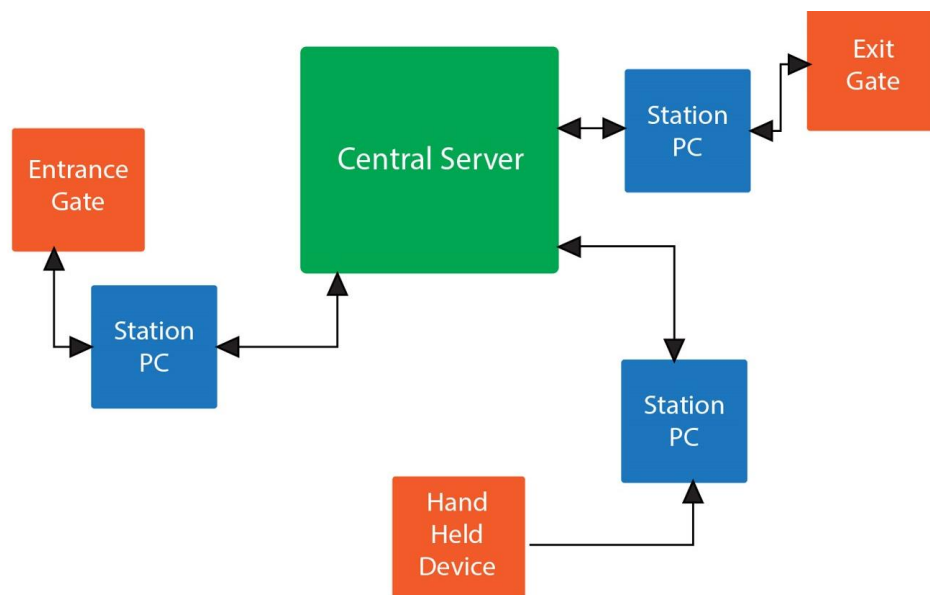 Exit
Gate
Station
PC
Central Server
Entrance
Gate
Station
PC
Station
PC
Hand
Held
Device